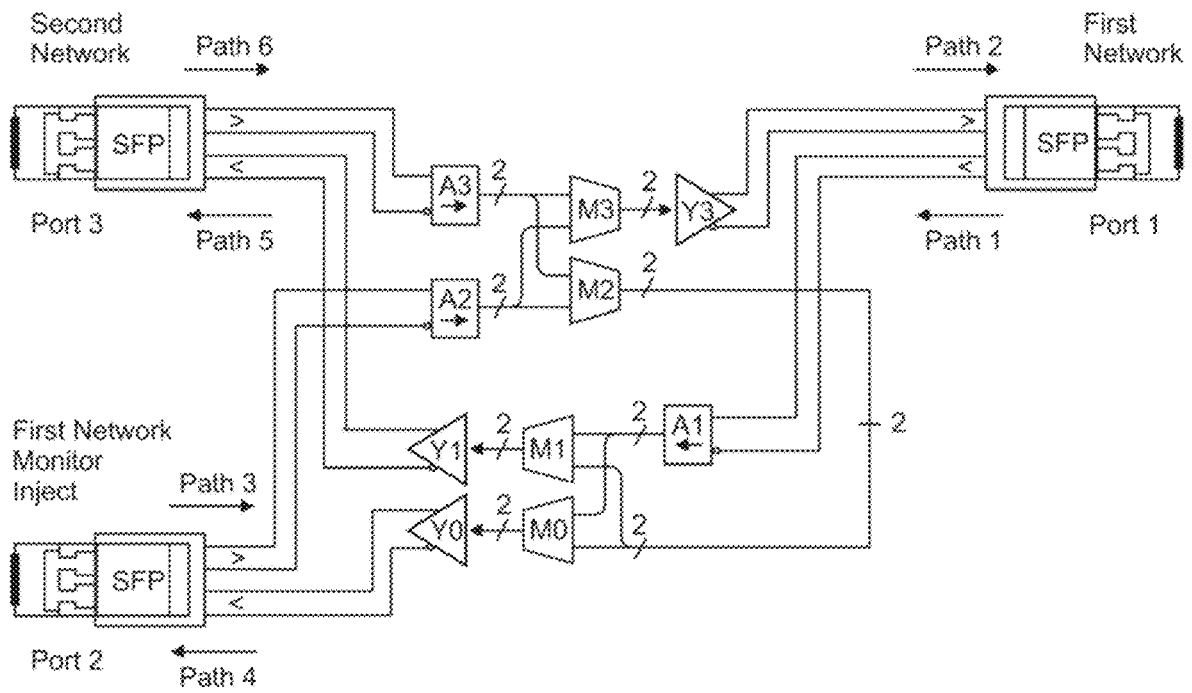 Second
Network
Path 6
Path 2
First
Network
SFP
>
<
A3
2
M3
2
Y3
>
<
SFP
Port 3
Path 5
Path 1
Port 1
A2
2
M2
2
First Network
Monitor
Inject
Path 3
Y1
2
M1
2
A1
2
Y0
2
M0
2
SFP
>
<
Port 2
Path 4